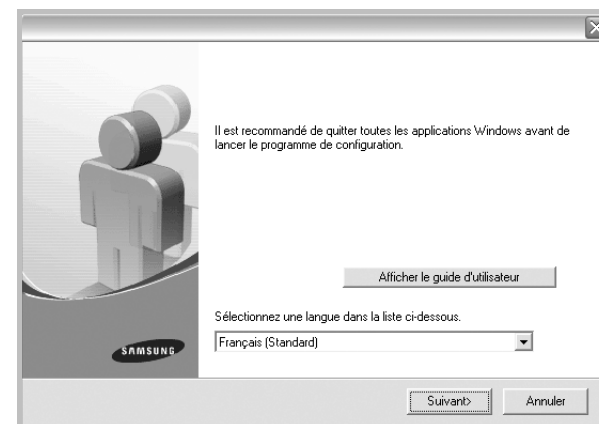 Il est recommandé de quitter toutes les applications Windows avant de
lancer le programme de configuration.
Afficher le guide d'utilisateur
Sélectionnez une langue dans la liste ci-dessous.
Français (Standard)
SAMSUNG
Suivant>
Annuler